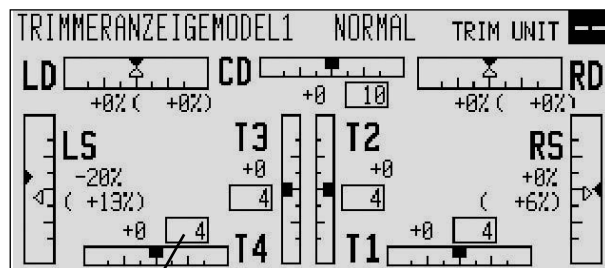 TRIMMERANZEIGEMODEL1 NORMAL TRIM UNIT --
LD CD RD
+0%( +0%) +0 10 +0%( +0%)
LS T3 T2 RS
-20% +0 +0 +0%
( +13%) 4 4 ( +6%)
+0 4 +0 4
T4 T1